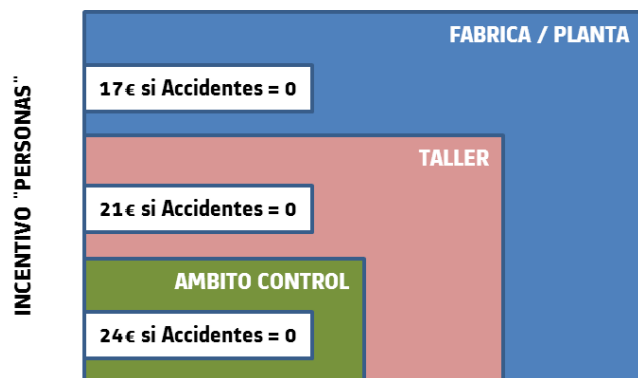 INCENTIVO "PERSONAS"
FABRICA / PLANTA
17€ si Accidentes = 0
TALLER
21€ si Accidentes = 0
AMBITO CONTROL
24€ si Accidentes = 0